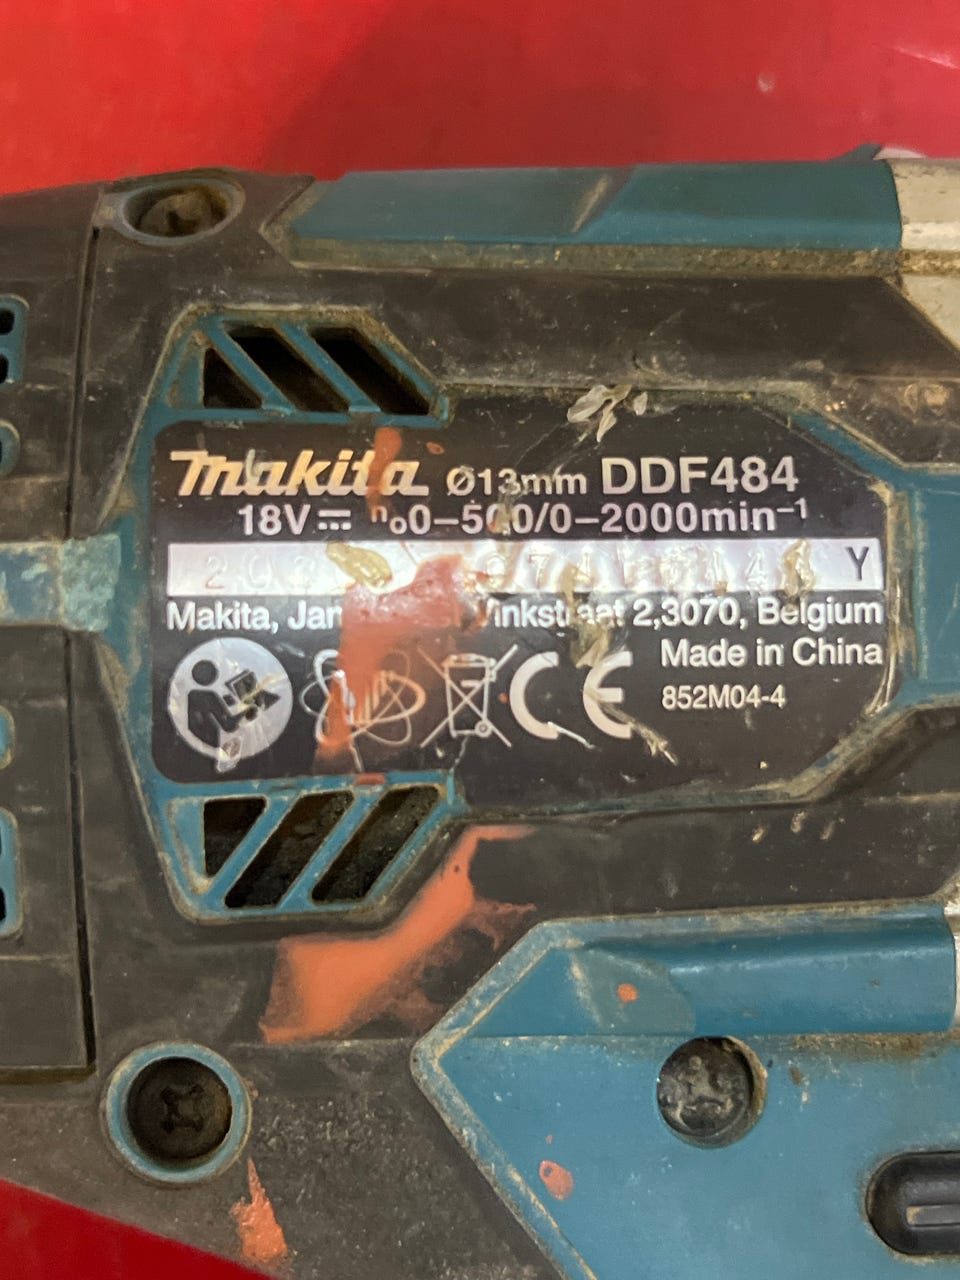 makita Ø13mm DDF484
18V⎓ n₀0–500/0–2000min⁻¹
Y
Makita, Jan Vinkstraat 2,3070, Belgium
Made in China
CE
852M04-4